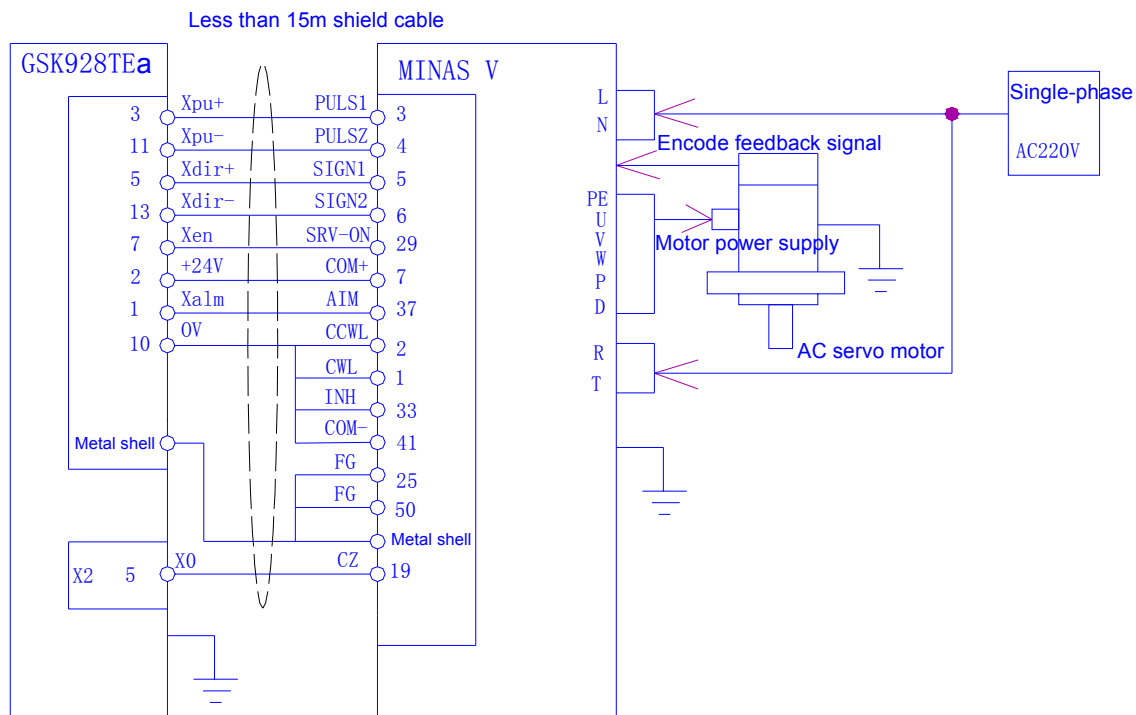 Less than 15m shield cable
GSK928TEa
MINAS V
3 Xpu+ PULS1 3
11 Xpu- PULSZ 4
5 Xdir+ SIGN1 5
13 Xdir- SIGN2 6
7 Xen SRV-ON 29
2 +24V COM+ 7
1 Xalm AIM 37
10 0V CCWL 2
CWL 1
INH 33
COM- 41
Metal shell
FG 25
FG 50
Metal shell
X2 5 X0 CZ 19
L
N
Encode feedback signal
PE
U
V
W
P
D
Motor power supply
AC servo motor
R
T
Single-phase
AC220V